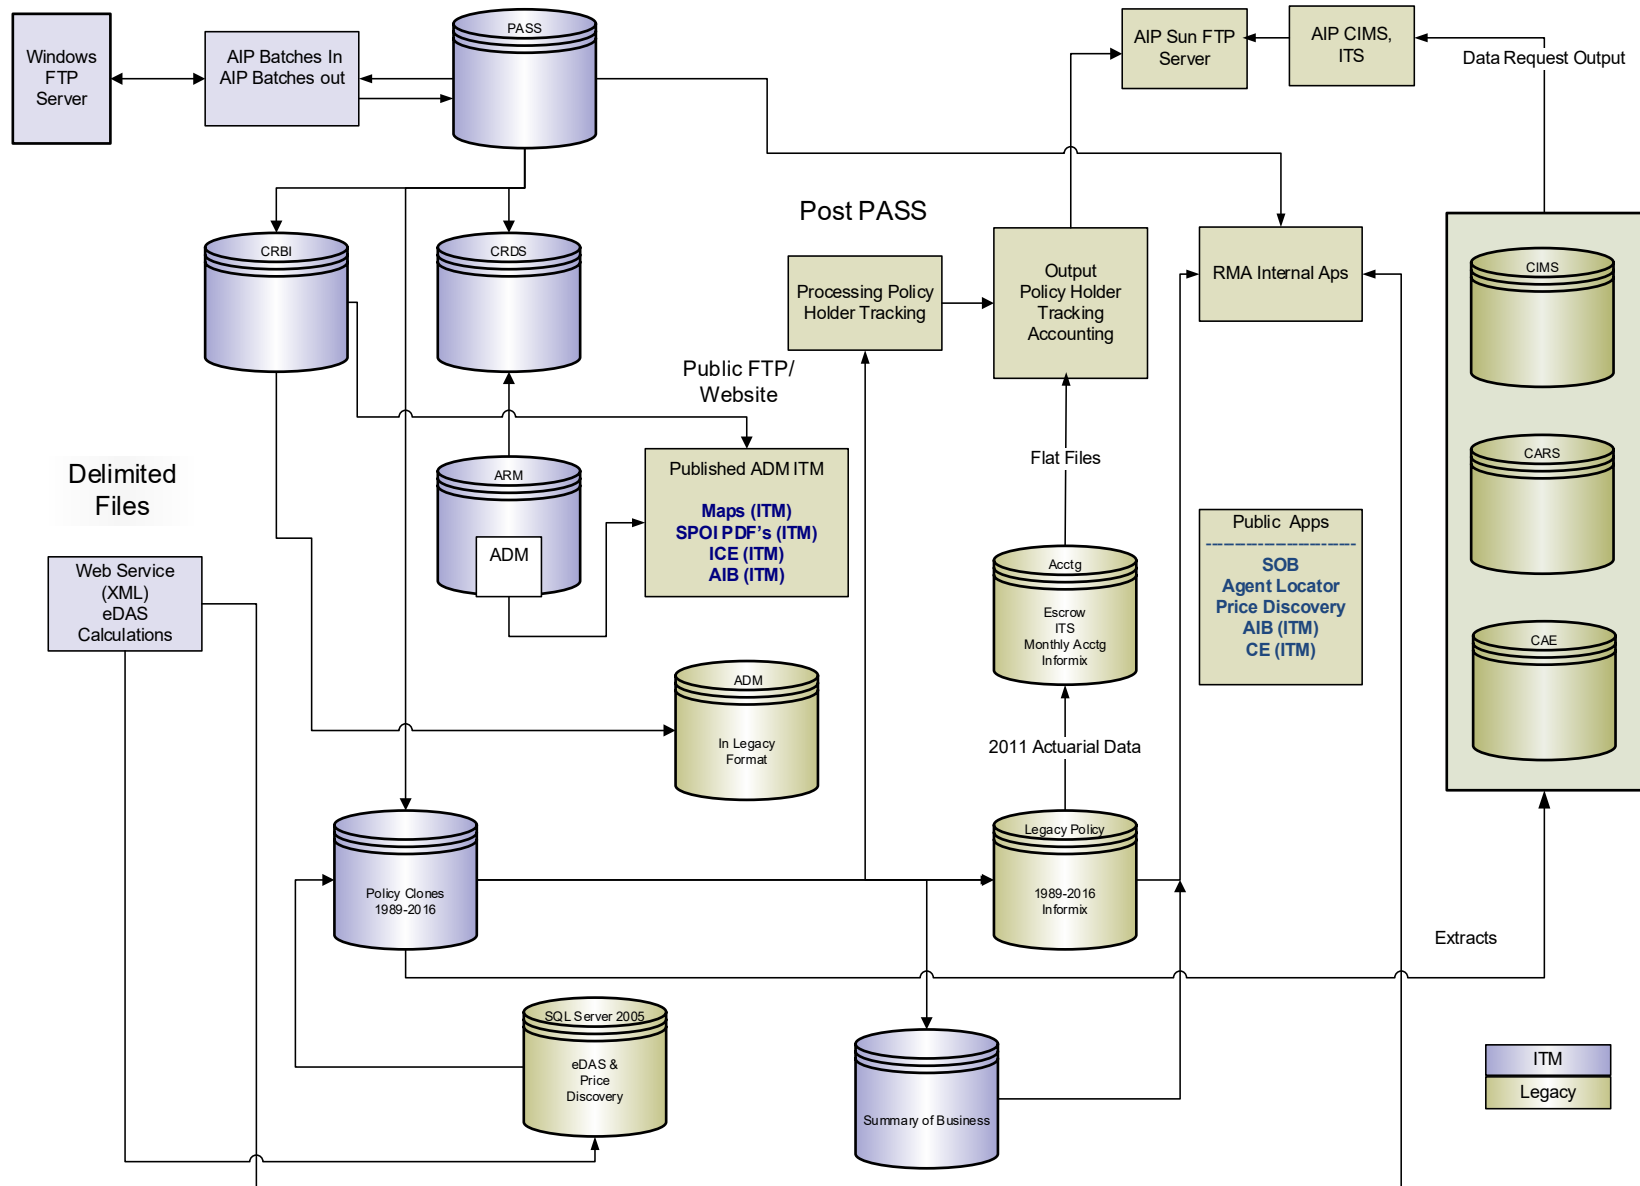 Windows
FTP
Server
AIP Batches In
AIP Batches out
PASS
AIP Sun FTP
Server
AIP CIMS,
ITS
Data Request Output
CRBI
CRDS
Post PASS
Processing Policy
Holder Tracking
Output
Policy Holder
Tracking
Accounting
RMA Internal Aps
CIMS
CARS
CAE
Public FTP/
Website
Delimited
Files
ARM
ADM
Published ADM ITM
Maps (ITM)
SPOI PDF's (ITM)
ICE (ITM)
AIB (ITM)
Flat Files
Public Apps
--------------------
SOB
Agent Locator
Price Discovery
AIB (ITM)
CE (ITM)
Web Service
(XML)
eDAS
Calculations
Acctg
Escrow
ITS
Monthly Acctg
Informix
ADM
In Legacy
Format
2011 Actuarial Data
Policy Clones
1989-2016
Legacy Policy
1989-2016
Informix
Extracts
SQL Server 2005
eDAS &
Price
Discovery
Summary of Business
ITM
Legacy